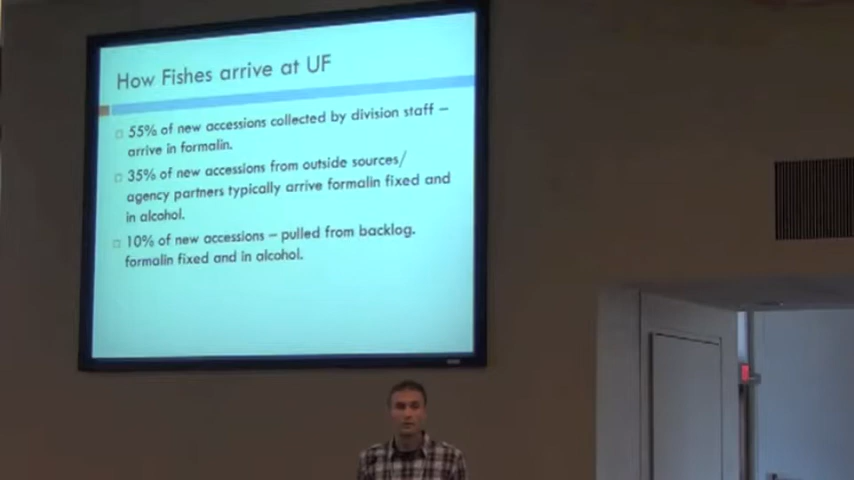 How Fishes arrive at UF
55% of new accessions collected by division staff –
arrive in formalin.
35% of new accessions from outside sources/
agency partners typically arrive formalin fixed and
in alcohol.
10% of new accessions – pulled from backlog.
formalin fixed and in alcohol.